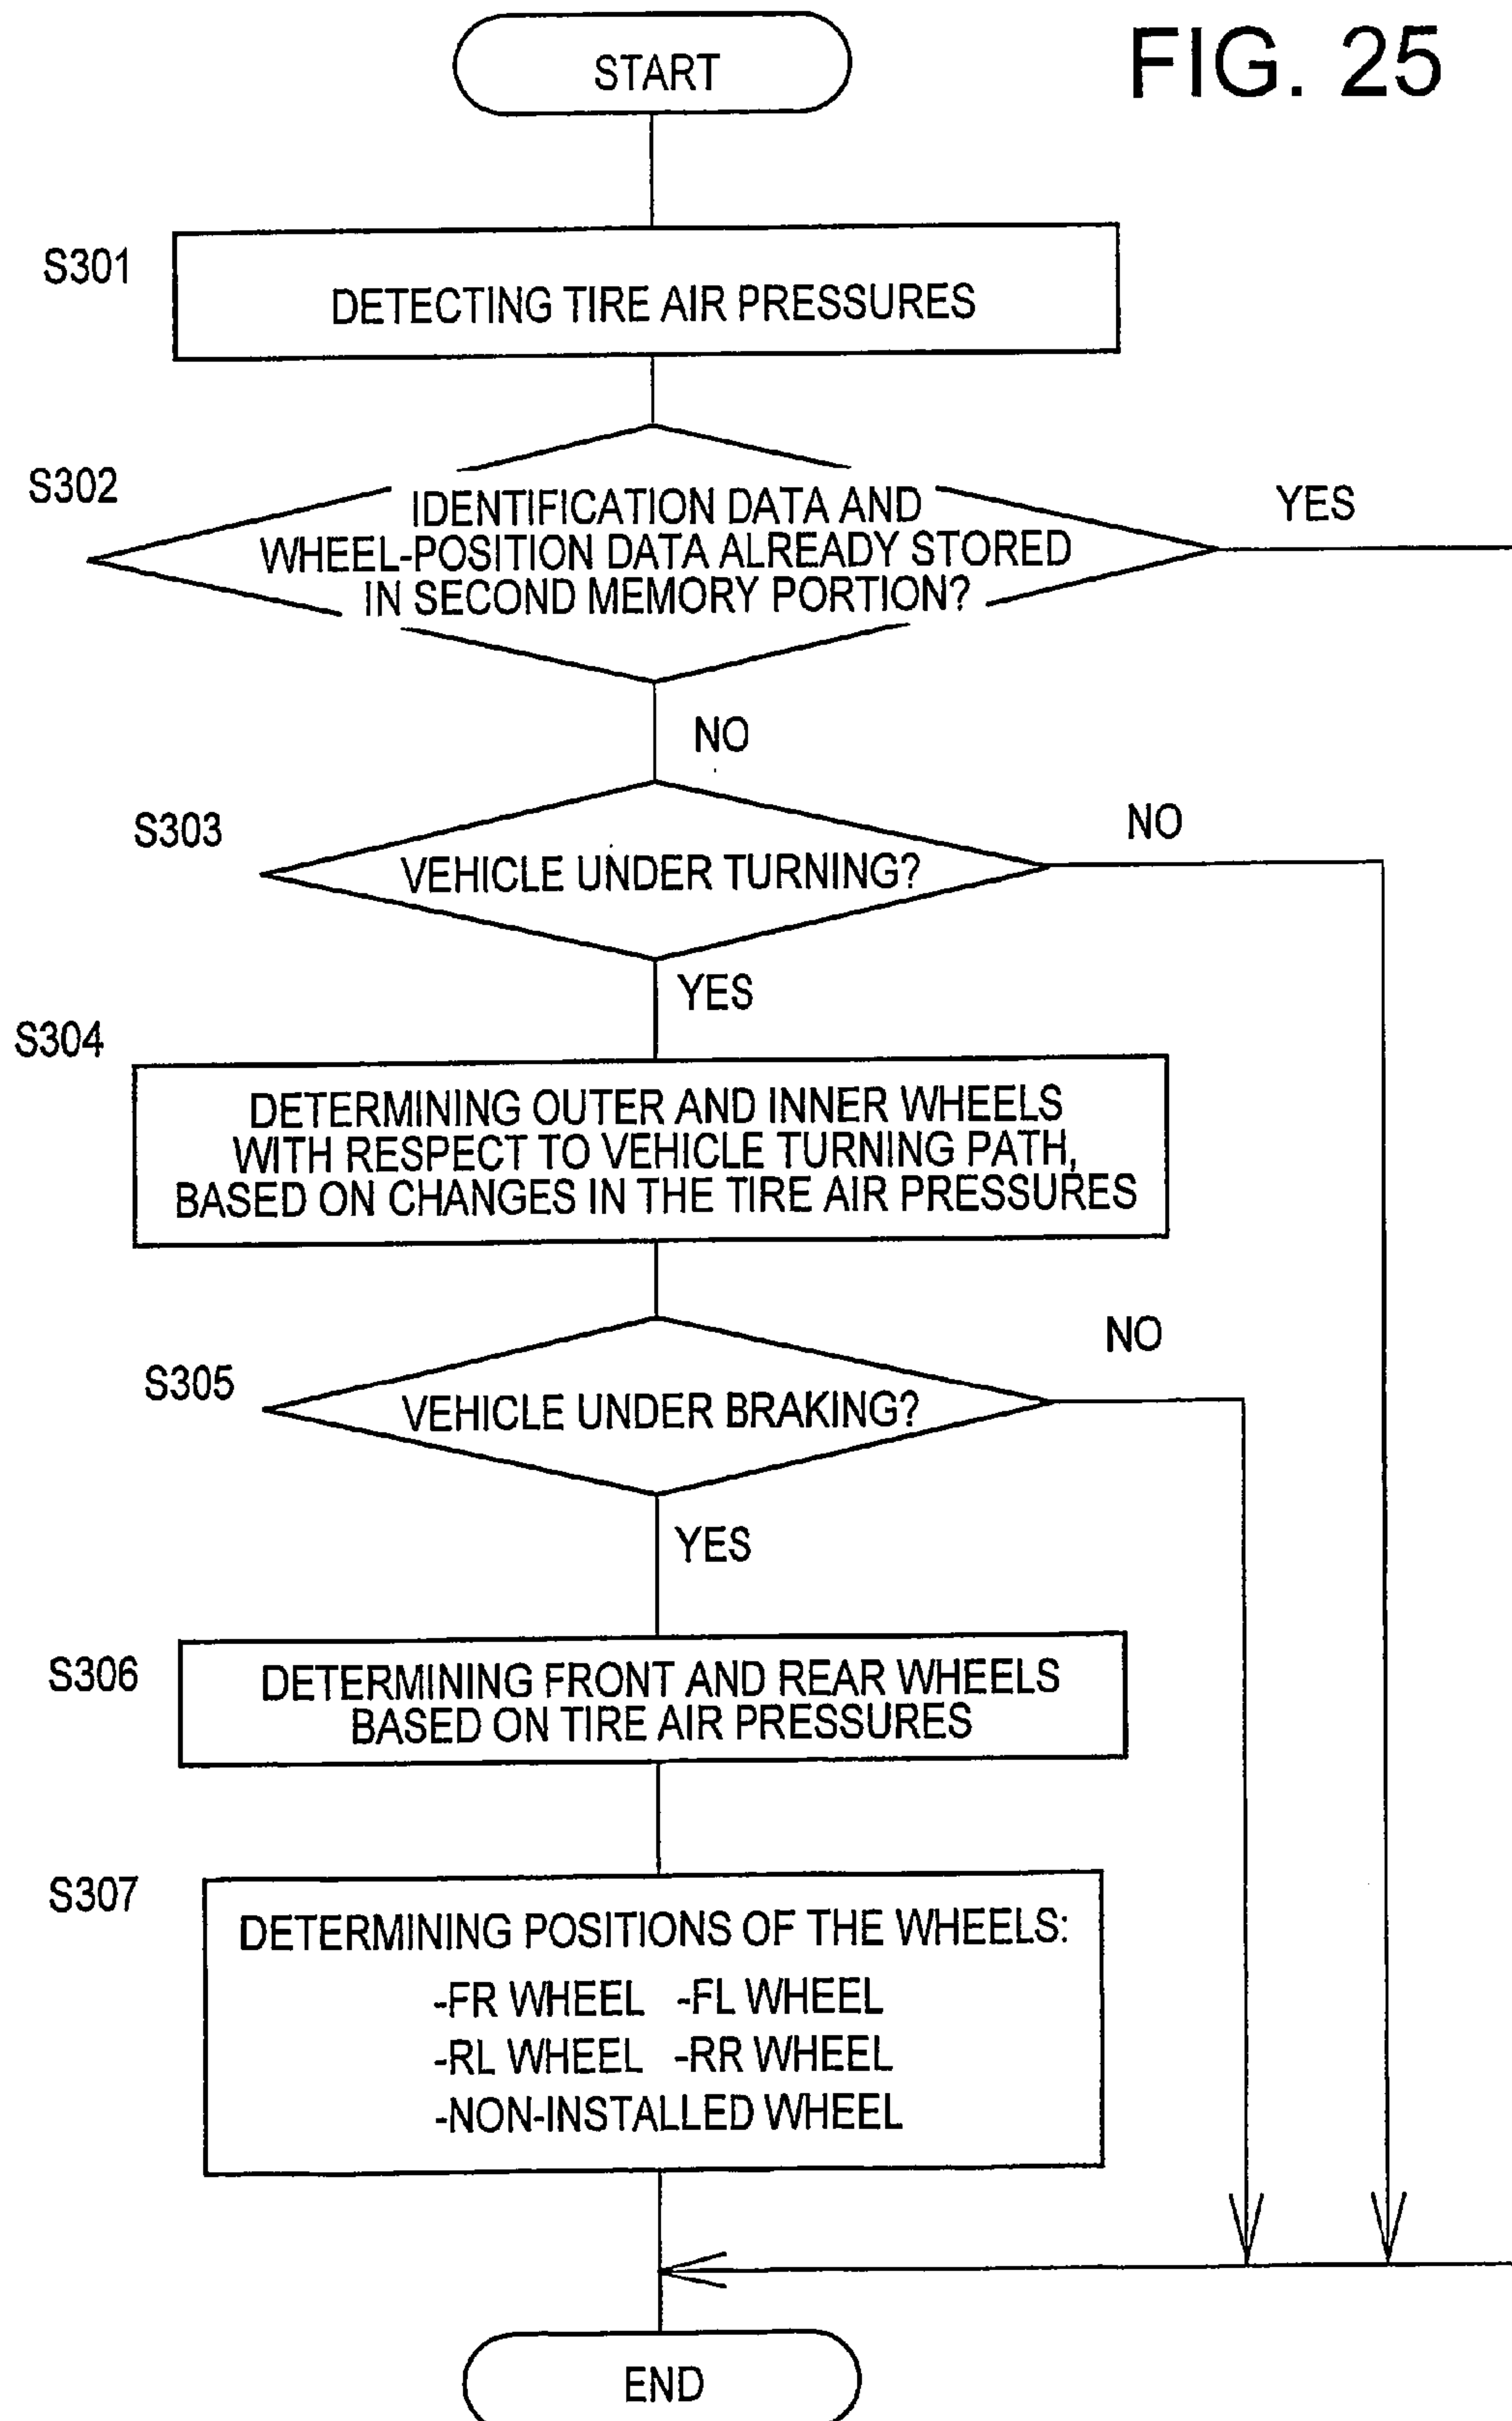 START
FIG. 25
S301
DETECTING TIRE AIR PRESSURES
S302
IDENTIFICATION DATA AND
WHEEL-POSITION DATA ALREADY STORED
IN SECOND MEMORY PORTION?
YES
NO
S303
VEHICLE UNDER TURNING?
NO
YES
S304
DETERMINING OUTER AND INNER WHEELS
WITH RESPECT TO VEHICLE TURNING PATH,
BASED ON CHANGES IN THE TIRE AIR PRESSURES
S305
VEHICLE UNDER BRAKING?
NO
YES
S306
DETERMINING FRONT AND REAR WHEELS
BASED ON TIRE AIR PRESSURES
S307
DETERMINING POSITIONS OF THE WHEELS:
-FR WHEEL -FL WHEEL
-RL WHEEL -RR WHEEL
-NON-INSTALLED WHEEL
END